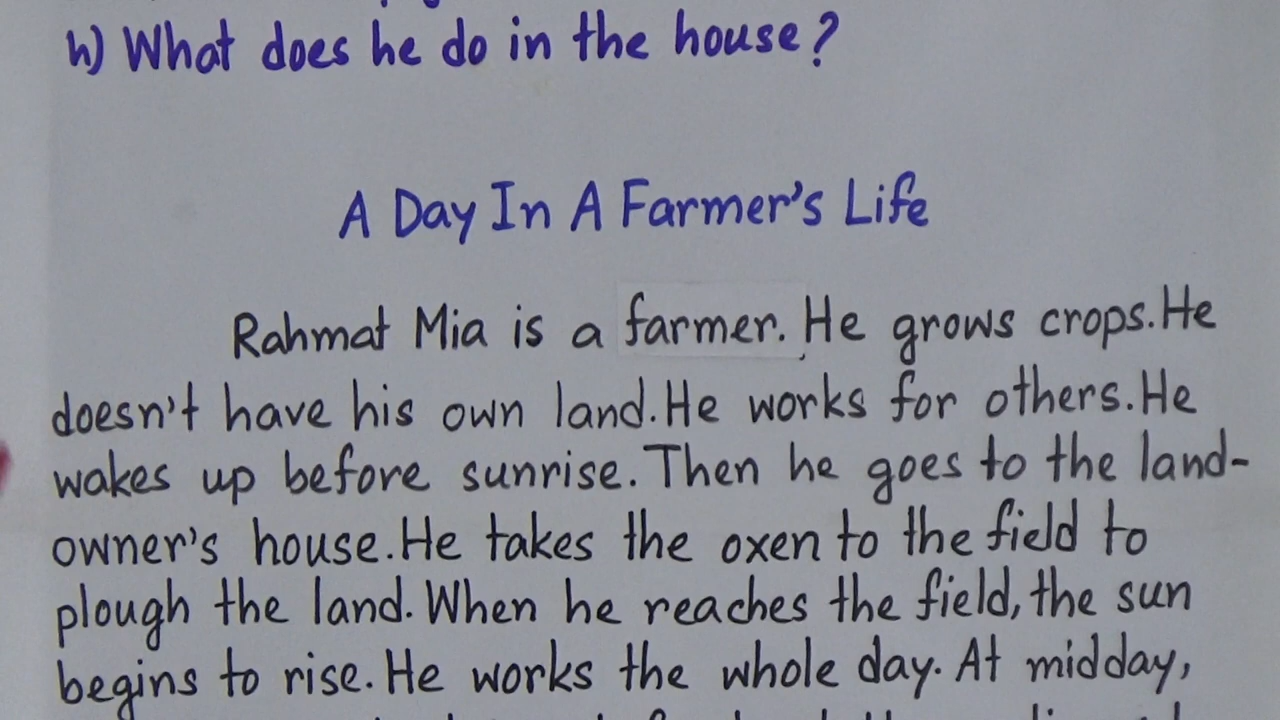 h) What does he do in the house?
A Day In A Farmer's Life
Rahmat Mia is a farmer. He grows crops. He
doesn't have his own land. He works for others. He
wakes up before sunrise. Then he goes to the land-
owner's house. He takes the oxen to the field to
plough the land. When he reaches the field, the sun
begins to rise. He works the whole day. At midday,